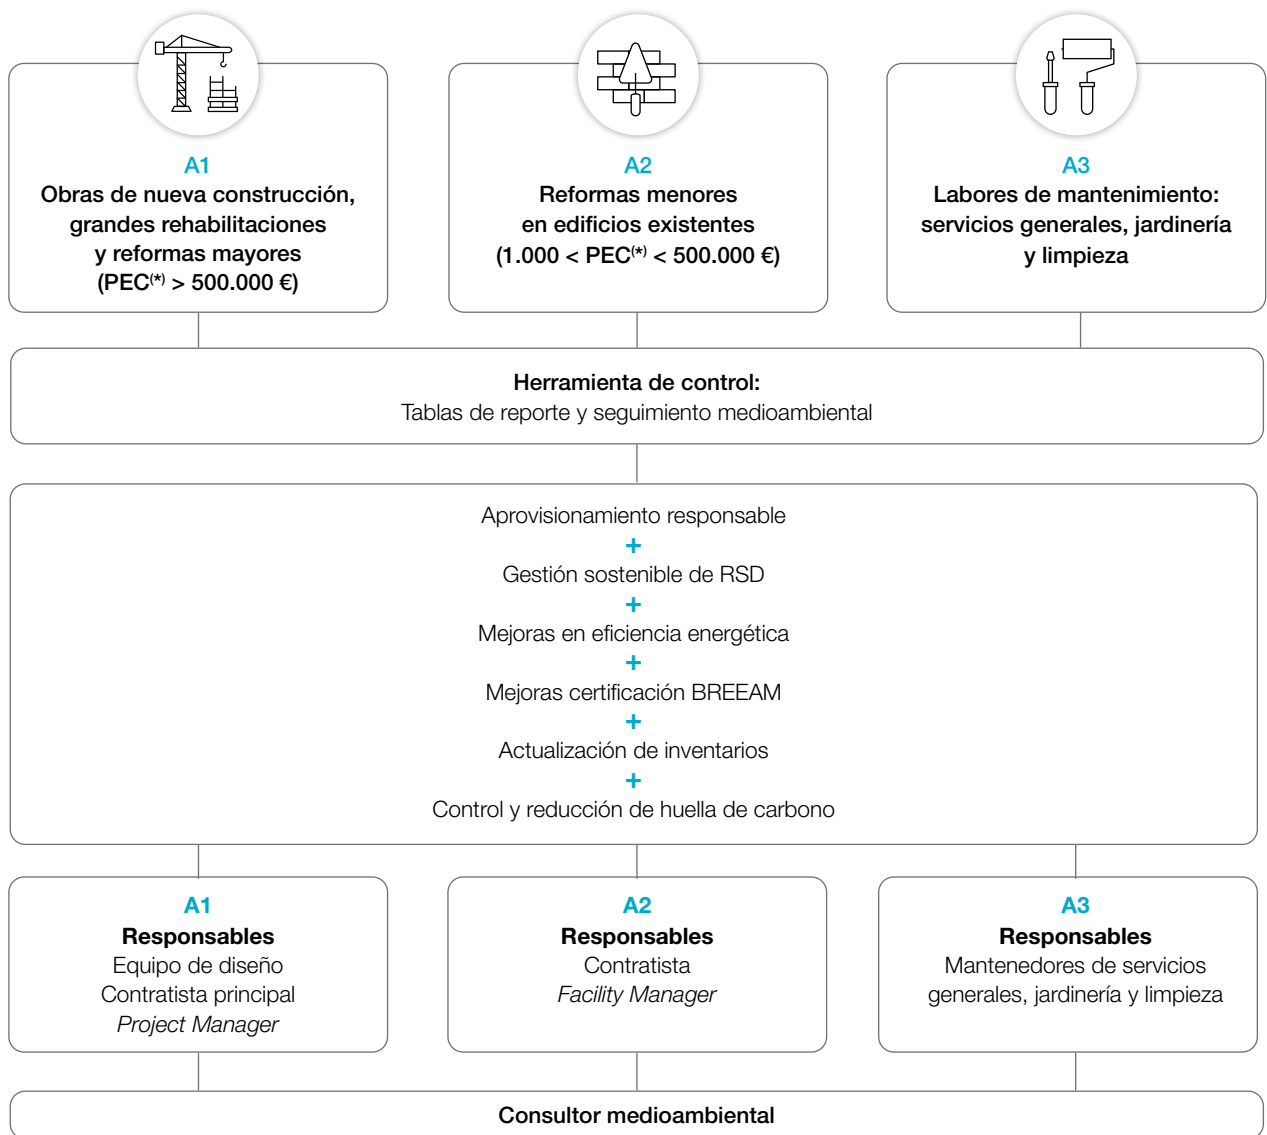 A1
Obras de nueva construcción,
grandes rehabilitaciones
y reformas mayores
(PEC(*) > 500.000 €)
A2
Reformas menores
en edificios existentes
(1.000 < PEC(*) < 500.000 €)
A3
Labores de mantenimiento:
servicios generales, jardinería
y limpieza
Herramienta de control:
Tablas de reporte y seguimiento medioambiental
Aprovisionamiento responsable
+
Gestión sostenible de RSD
+
Mejoras en eficiencia energética
+
Mejoras certificación BREEAM
+
Actualización de inventarios
+
Control y reducción de huella de carbono
A1
Responsables
Equipo de diseño
Contratista principal
Project Manager
A2
Responsables
Contratista
Facility Manager
A3
Responsables
Mantenedores de servicios
generales, jardinería y limpieza
Consultor medioambiental